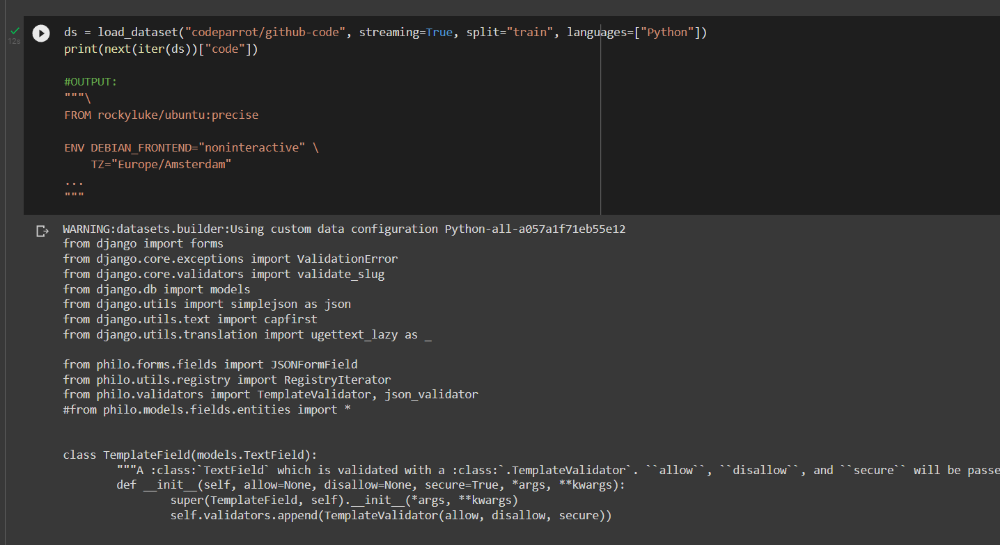 12s
ds = load_dataset("codeparrot/github-code", streaming=True, split="train", languages=["Python"])
print(next(iter(ds))["code"])
#OUTPUT:
"""\
FROM rockyluke/ubuntu:precise
ENV DEBIAN_FRONTEND="noninteractive" \
TZ="Europe/Amsterdam"
...
"""
WARNING:datasets.builder:Using custom data configuration Python-all-a057a1f71eb55e12
from django import forms
from django.core.exceptions import ValidationError
from django.core.validators import validate_slug
from django.db import models
from django.utils import simplejson as json
from django.utils.text import capfirst
from django.utils.translation import ugettext_lazy as _
from philo.forms.fields import JSONFormField
from philo.utils.registry import RegistryIterator
from philo.validators import TemplateValidator, json_validator
#from philo.models.fields.entities import *
class TemplateField(models.TextField):
"""A :class:`TextField` which is validated with a :class:`.TemplateValidator`. ``allow``, ``disallow``, and ``secure`` will be passe
def __init__(self, allow=None, disallow=None, secure=True, *args, **kwargs):
super(TemplateField, self).__init__(*args, **kwargs)
self.validators.append(TemplateValidator(allow, disallow, secure))